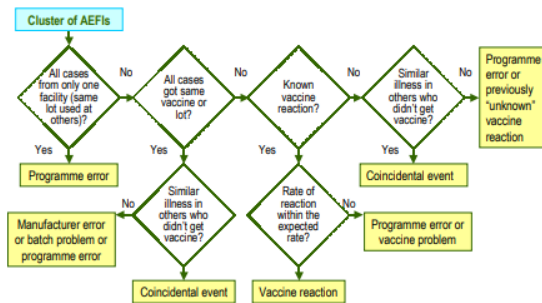 Cluster of AEFIs
All cases
from only one
facility (same
lot used at
others)?
No
All cases
got same
vaccine or
lot?
No
Known
vaccine
reaction?
No
Similar
illness in
others who
didn't get
vaccine?
No
Programme
error or
previously
"unknown"
vaccine
reaction
Yes
Yes
Yes
Yes
Programme error
Coincidental event
No
Similar
illness in
others who
didn't get
vaccine?
Rate of
reaction
within the
expected
rate?
No
Manufacturer error
or batch problem or
programme error
Programme error or
vaccine problem
Coincidental event
Vaccine reaction